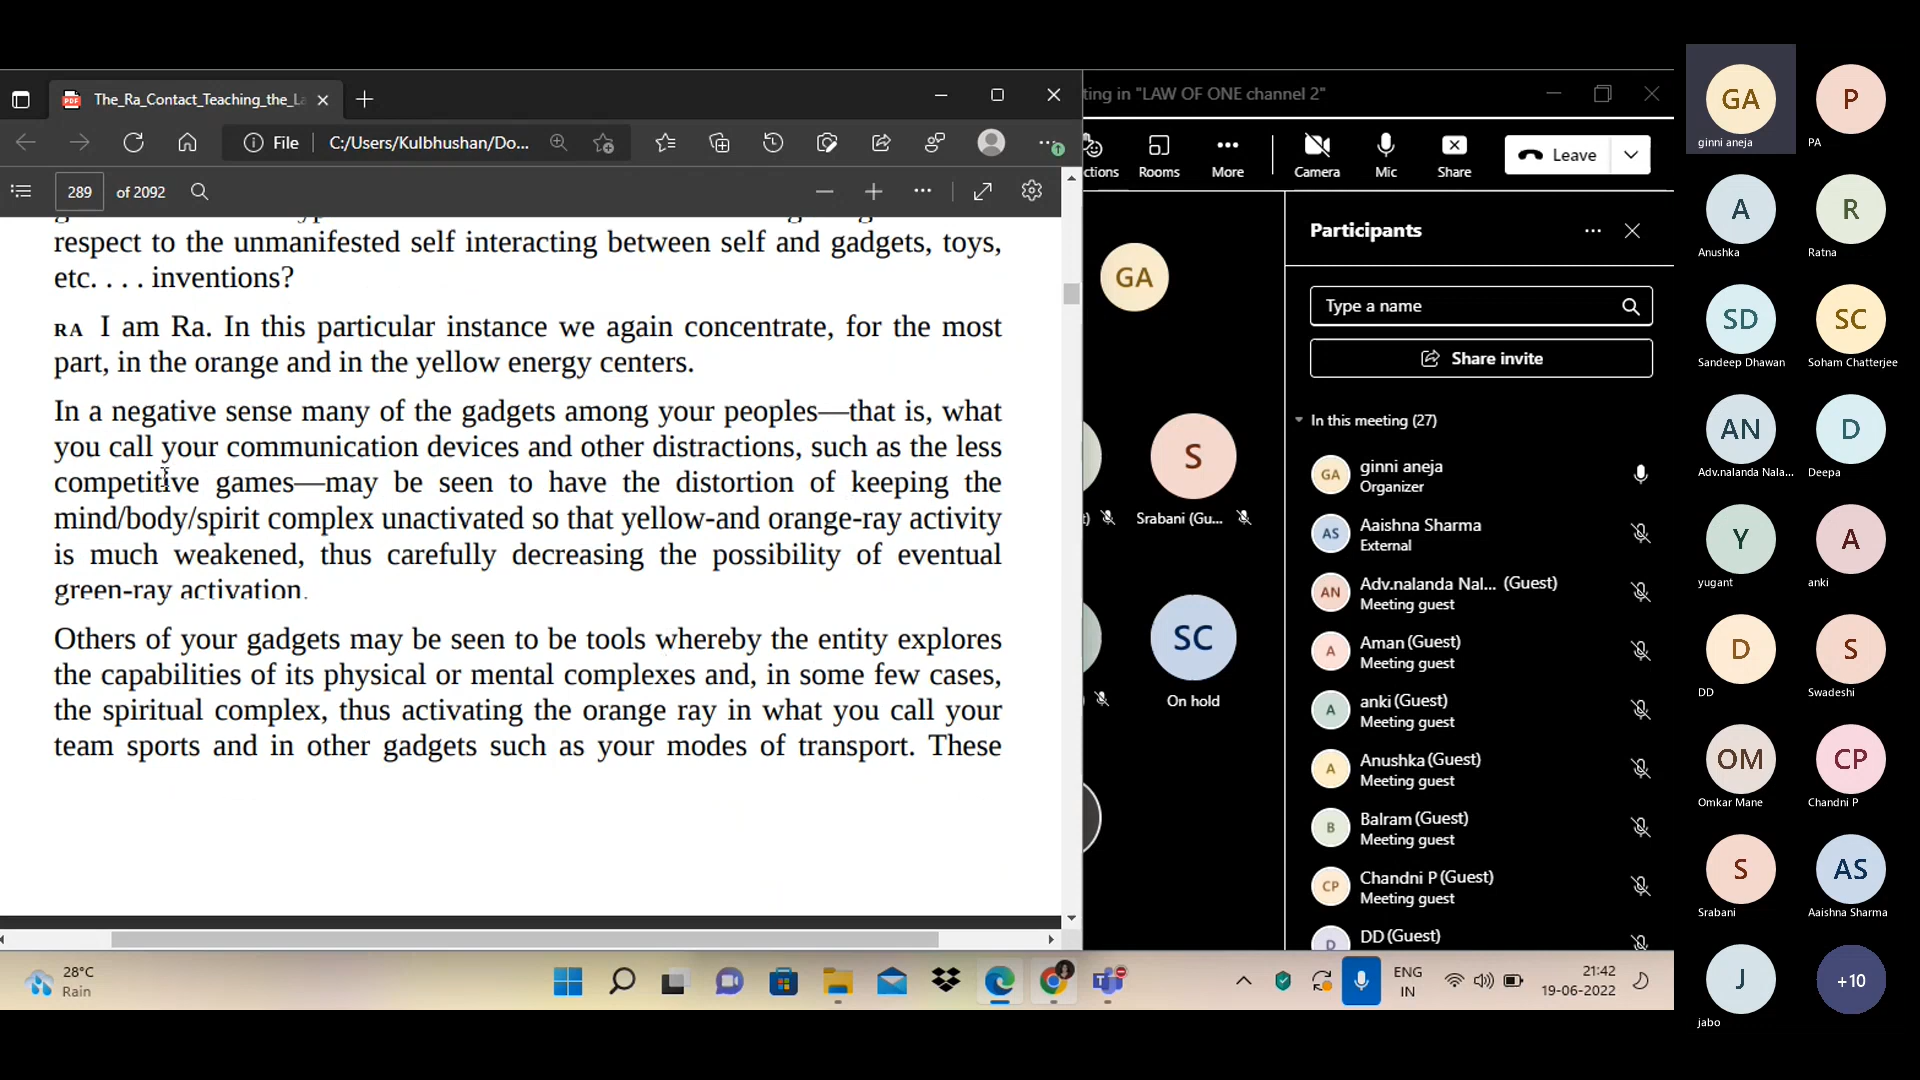 The_Ra_Contact_Teaching_the_La
ting in "LAW OF ONE channel 2"
File
C:/Users/Kulbhushan/Do...
289 of 2092
ctions
Rooms
More
Camera
Mic
Share
Leave
respect to the unmanifested self interacting between self and gadgets, toys,
etc. . . . inventions?
RA I am Ra. In this particular instance we again concentrate, for the most
part, in the orange and in the yellow energy centers.
In a negative sense many of the gadgets among your peoples—that is, what
you call your communication devices and other distractions, such as the less
competitive games—may be seen to have the distortion of keeping the
mind/body/spirit complex unactivated so that yellow-and orange-ray activity
is much weakened, thus carefully decreasing the possibility of eventual
green-ray activation.
Others of your gadgets may be seen to be tools whereby the entity explores
the capabilities of its physical or mental complexes and, in some few cases,
the spiritual complex, thus activating the orange ray in what you call your
team sports and in other gadgets such as your modes of transport. These
GA
S
Srabani (Gu...
SC
On hold
Participants
Type a name
Share invite
In this meeting (27)
GA
ginni aneja
Organizer
AS
Aaishna Sharma
External
AN
Adv.nalanda Nal... (Guest)
Meeting guest
A
Aman (Guest)
Meeting guest
A
anki (Guest)
Meeting guest
A
Anushka (Guest)
Meeting guest
B
Balram (Guest)
Meeting guest
CP
Chandni P (Guest)
Meeting guest
D
DD (Guest)
GA
ginni aneja
P
PA
A
Anushka
R
Ratna
SD
Sandeep Dhawan
SC
Soham Chatterjee
AN
Adv.nalanda Nala...
D
Deepa
Y
yugant
A
anki
D
DD
S
Swadeshi
OM
Omkar Mane
CP
Chandni P
S
Srabani
AS
Aaishna Sharma
J
jabo
+10
28°C
Rain
ENG
IN
21:42
19-06-2022